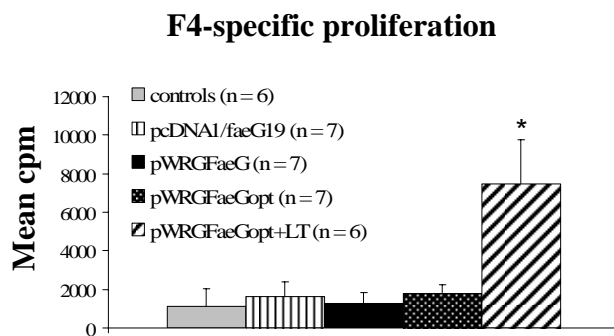 F4-specific proliferation
Mean cpm
12000
10000
8000
6000
4000
2000
0
controls (n = 6)
pcDNA1/faeG19 (n = 7)
pWRGFaeG (n = 7)
pWRGFaeGopt (n = 7)
pWRGFaeGopt+LT (n = 6)
*